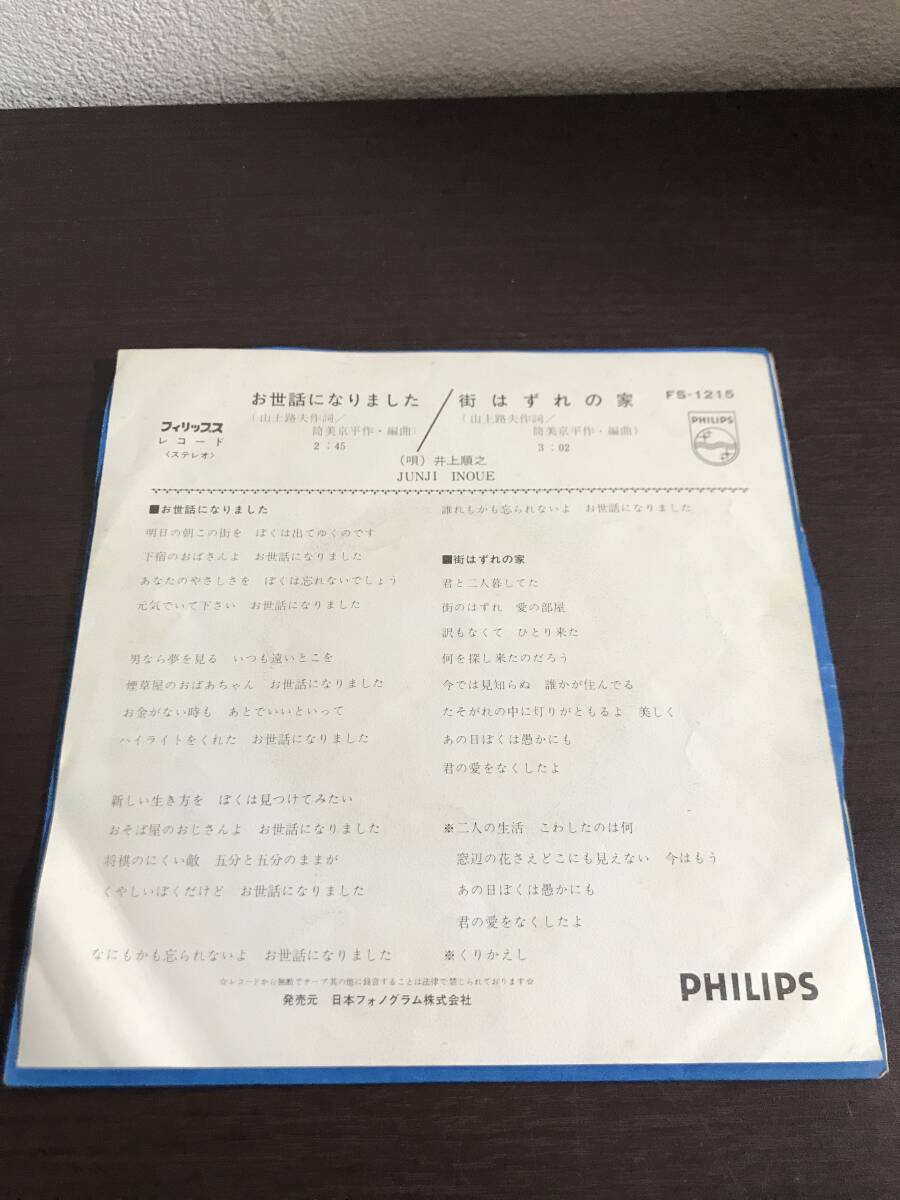 フィリップス
レコード
〈ステレオ〉
お世話になりました
(山上路夫作詞／
筒美京平作・編曲)
2：45
街はずれの家
(山上路夫作詞／
筒美京平作・編曲)
3：02
FS-1215
PHILIPS
(唄) 井上順之
JUNJI INOUE
■お世話になりました
明日の朝この街を ぼくは出てゆくのです
下宿のおばさんよ お世話になりました
あなたのやさしさを ぼくは忘れないでしょう
元気でいて下さい お世話になりました
男なら夢を見る いつも遠いとこを
煙草屋のおばあちゃん お世話になりました
お金がない時も あとでいいといって
ハイライトをくれた お世話になりました
新しい生き方を ぼくは見つけてみたい
おそば屋のおじさんよ お世話になりました
将棋のにくい敵 五分と五分のままが
くやしいぼくだけど お世話になりました
なにもかも忘られないよ お世話になりました
誰れもかも忘られないよ お世話になりました
■街はずれの家
君と二人暮してた
街のはずれ 愛の部屋
訳もなくて ひとり来た
何を探し来たのだろう
今では見知らぬ 誰かが住んでる
たそがれの中に灯りがともるよ 美しく
あの日ぼくは愚かにも
君の愛をなくしたよ
※二人の生活 こわしたのは何
窓辺の花さえどこにも見えない 今はもう
あの日ぼくは愚かにも
君の愛をなくしたよ
※くりかえし
☆レコードから無断でテープ其の他に録音することは法律で禁じられております☆
発売元 日本フォノグラム株式会社
PHILIPS